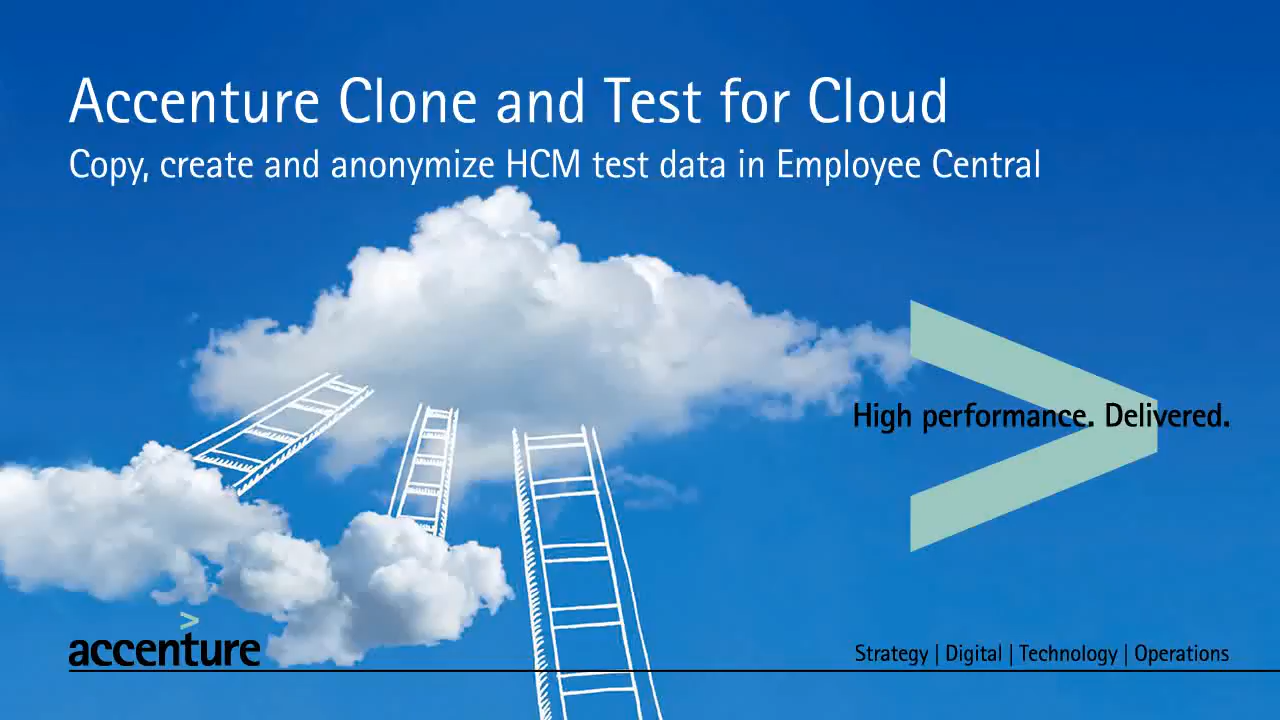 Accenture Clone and Test for Cloud
Copy, create and anonymize HCM test data in Employee Central
High performance. Delivered.
accenture
Strategy | Digital | Technology | Operations